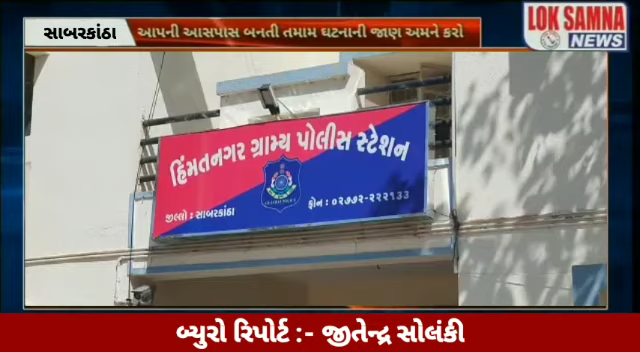 સાબરકાંઠા
આપની આસપાસ બનતી તમામ ઘટનાની જાણ અમને કરો
LOK SAMNA
NEWS
હિંમતનગર ગ્રામ્ય પોલીસ સ્ટેશન
જીલ્લો : સાબરકાંઠા
ફોન : ૦૨૭૭૨-૨૨૨૧૩૩
બ્યુરો રિપોર્ટ :- જીતેન્દ્ર સોલંકી